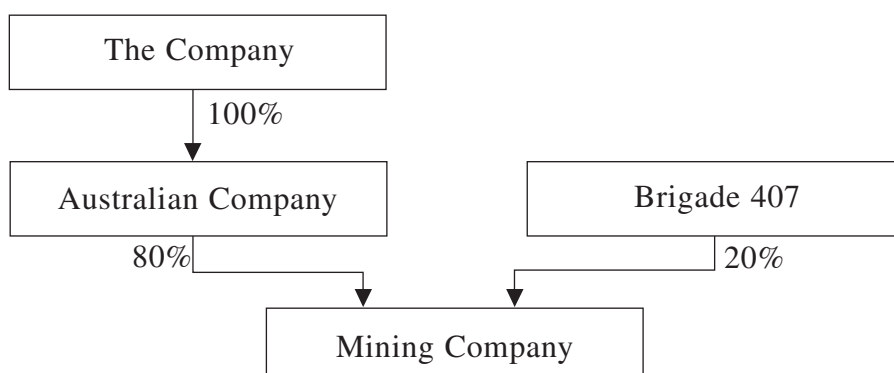 The Company
100%
Australian Company
Brigade 407
80%
20%
Mining Company